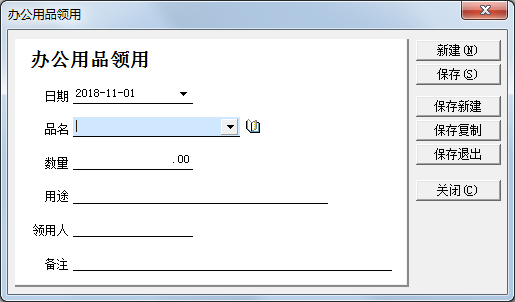 办公用品领用
办公用品领用
日期 2018-11-01
品名
数量 .00
用途
领用人
备注
新建(N)
保存(S)
保存新建
保存复制
保存退出
关闭(C)